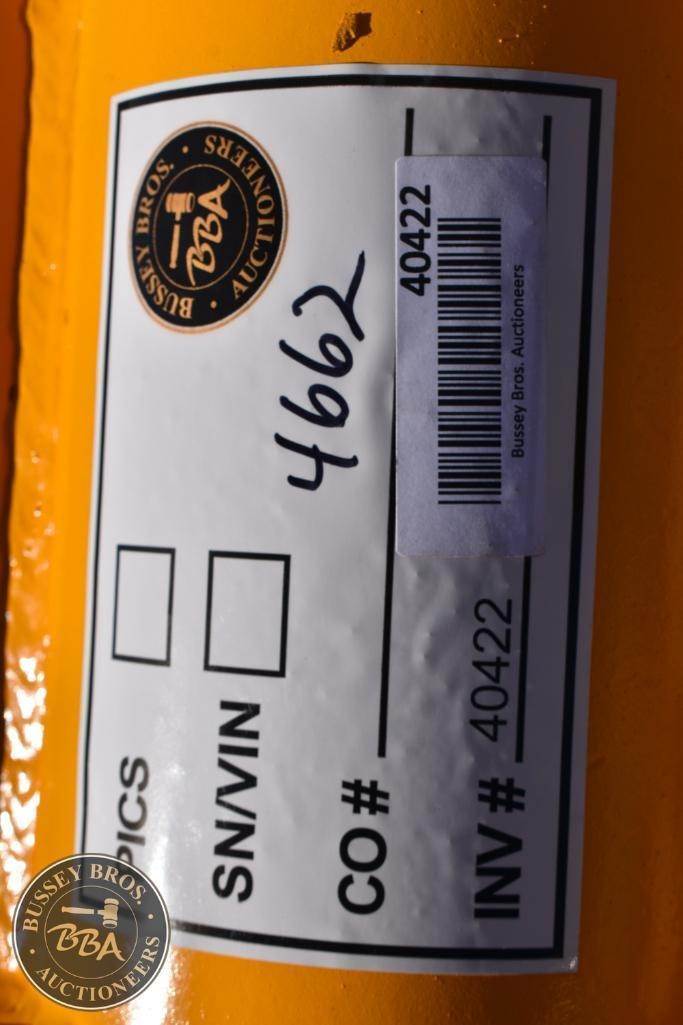 PICS
BUSSEY BROS. AUCTIONEERS
BBA
SN/VIN
4662
CO #
40422
Bussey Bros. Auctioneers
INV # 40422
BUSSEY BROS.
BBA
AUCTIONEERS